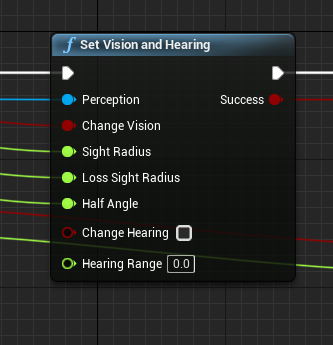 f Set Vision and Hearing
Perception Success
Change Vision
Sight Radius
Loss Sight Radius
Half Angle
Change Hearing
Hearing Range 0.0